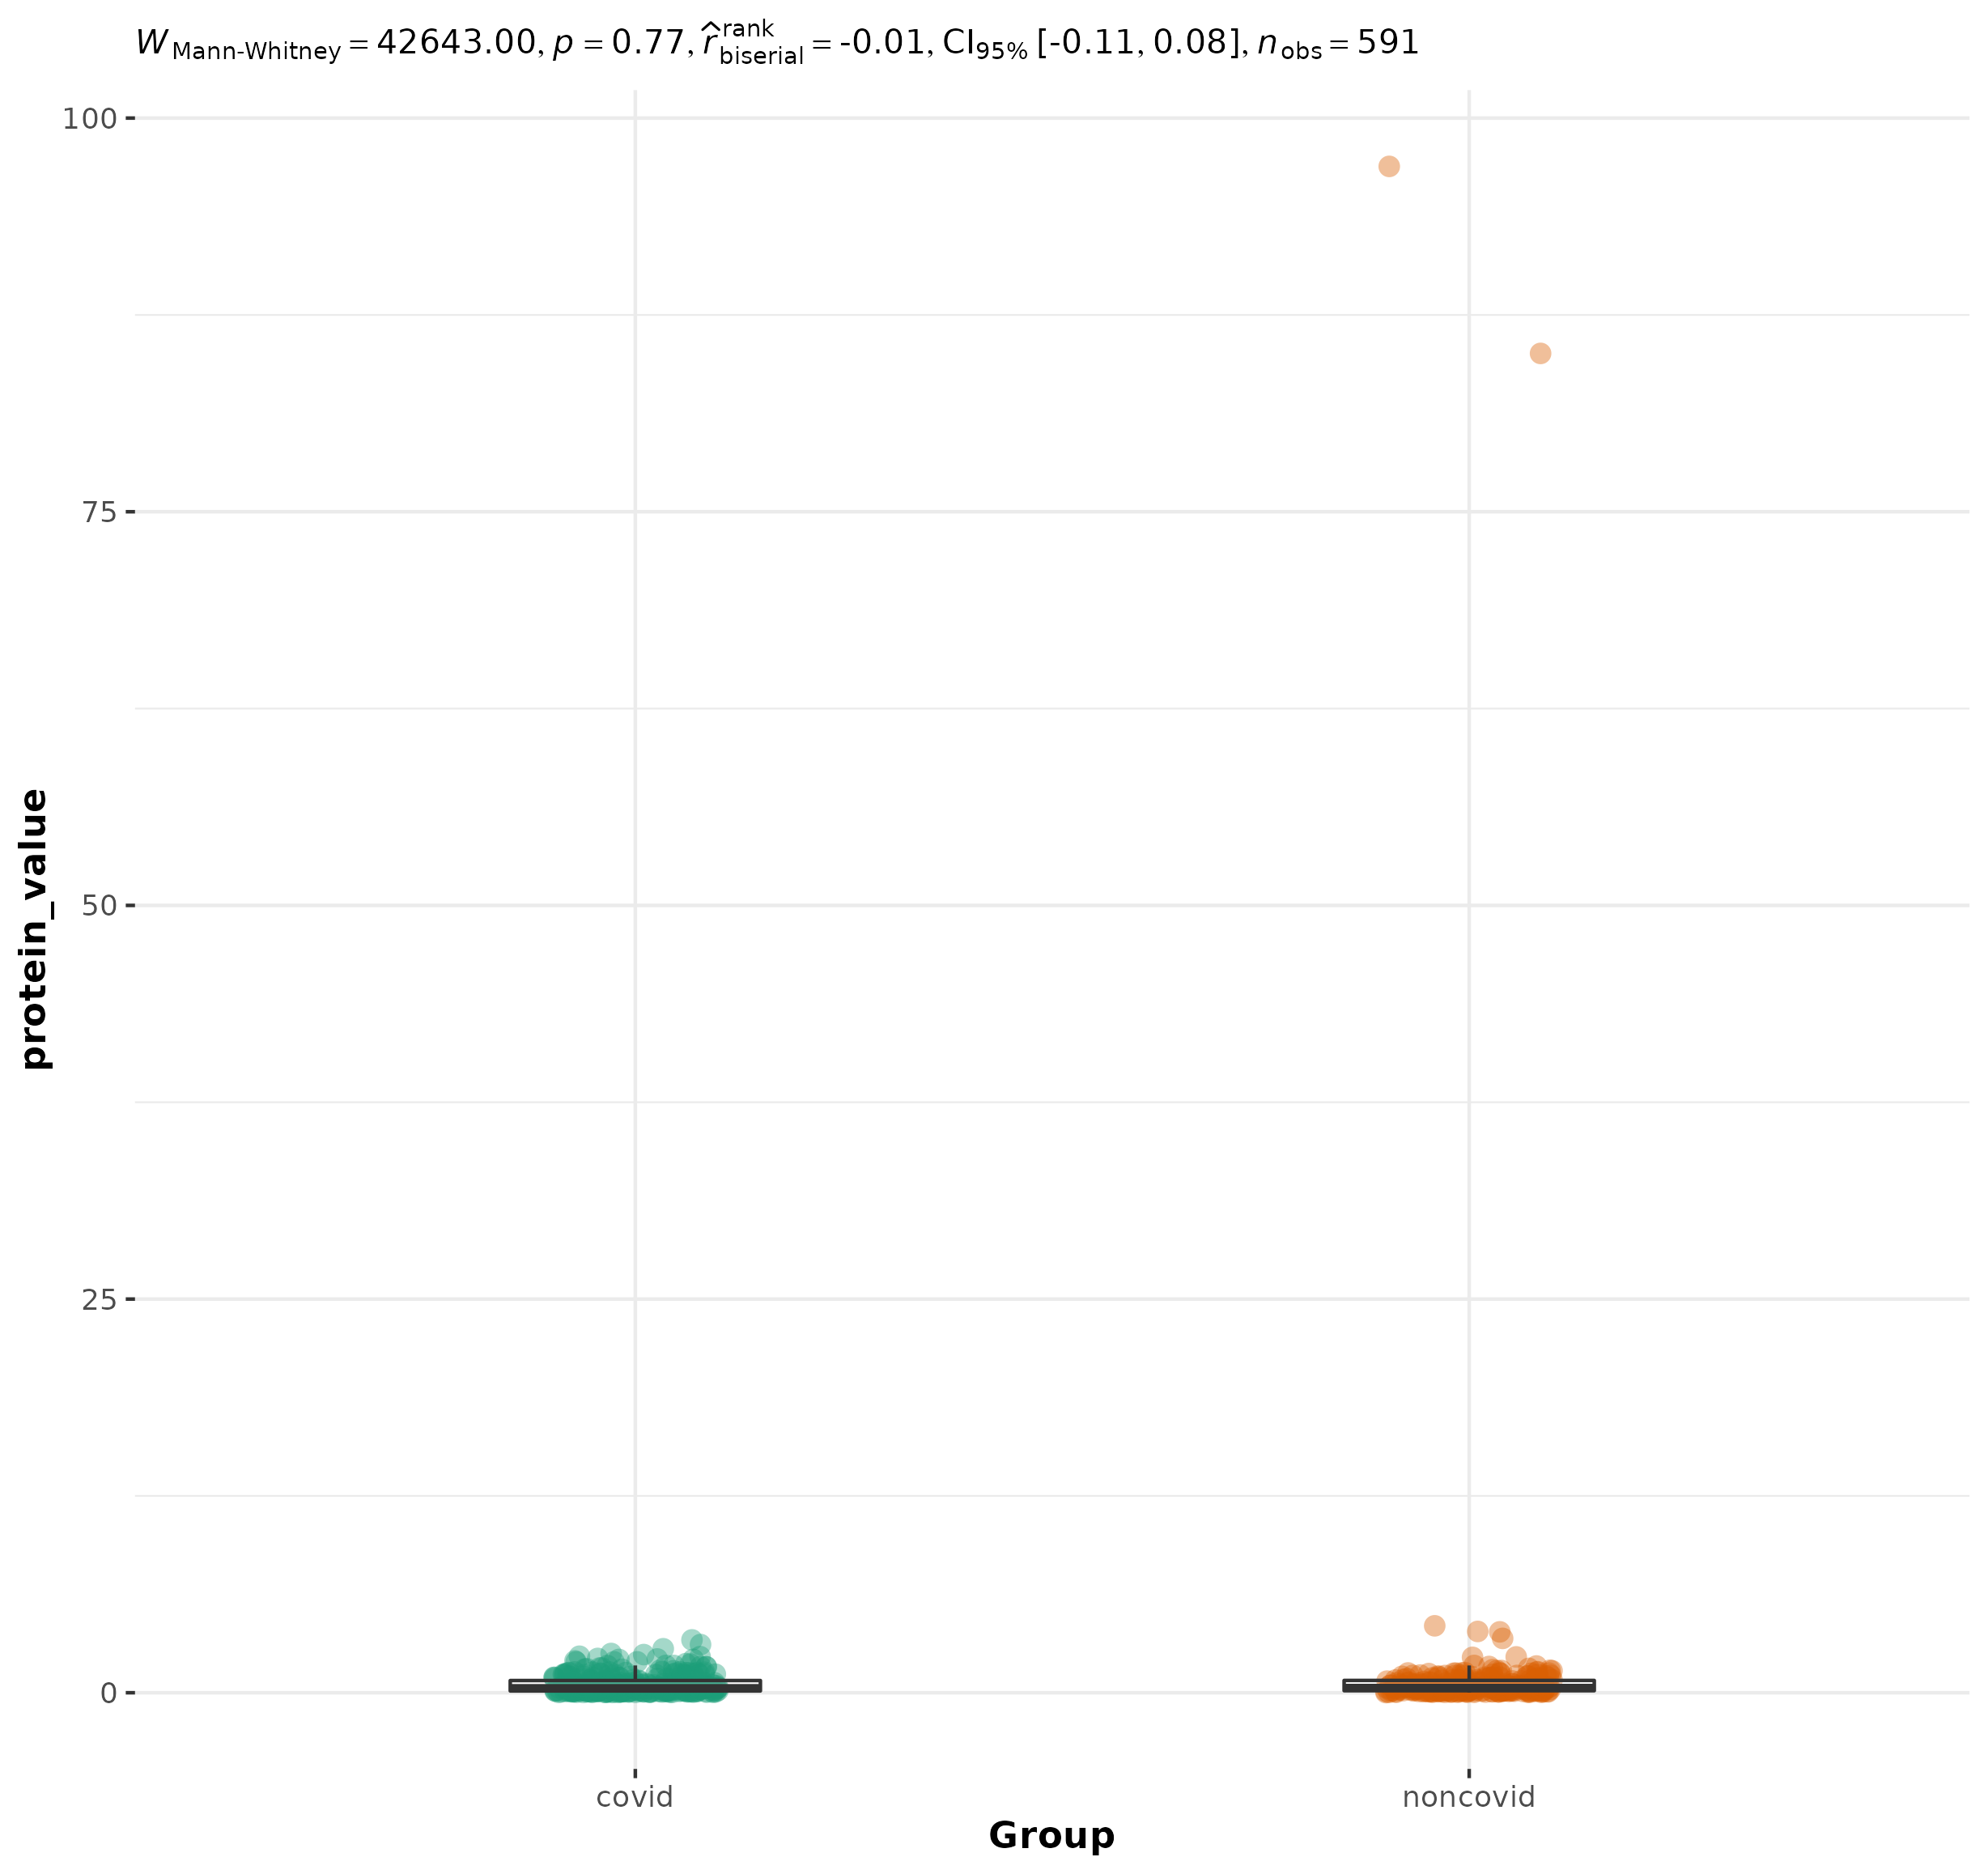 W Mann-Whitney = 42643.00, p = 0.77, r̂ rank biserial = -0.01, CI95% [-0.11, 0.08], n obs = 591
100
75
50
25
0
protein_value
covid noncovid
Group